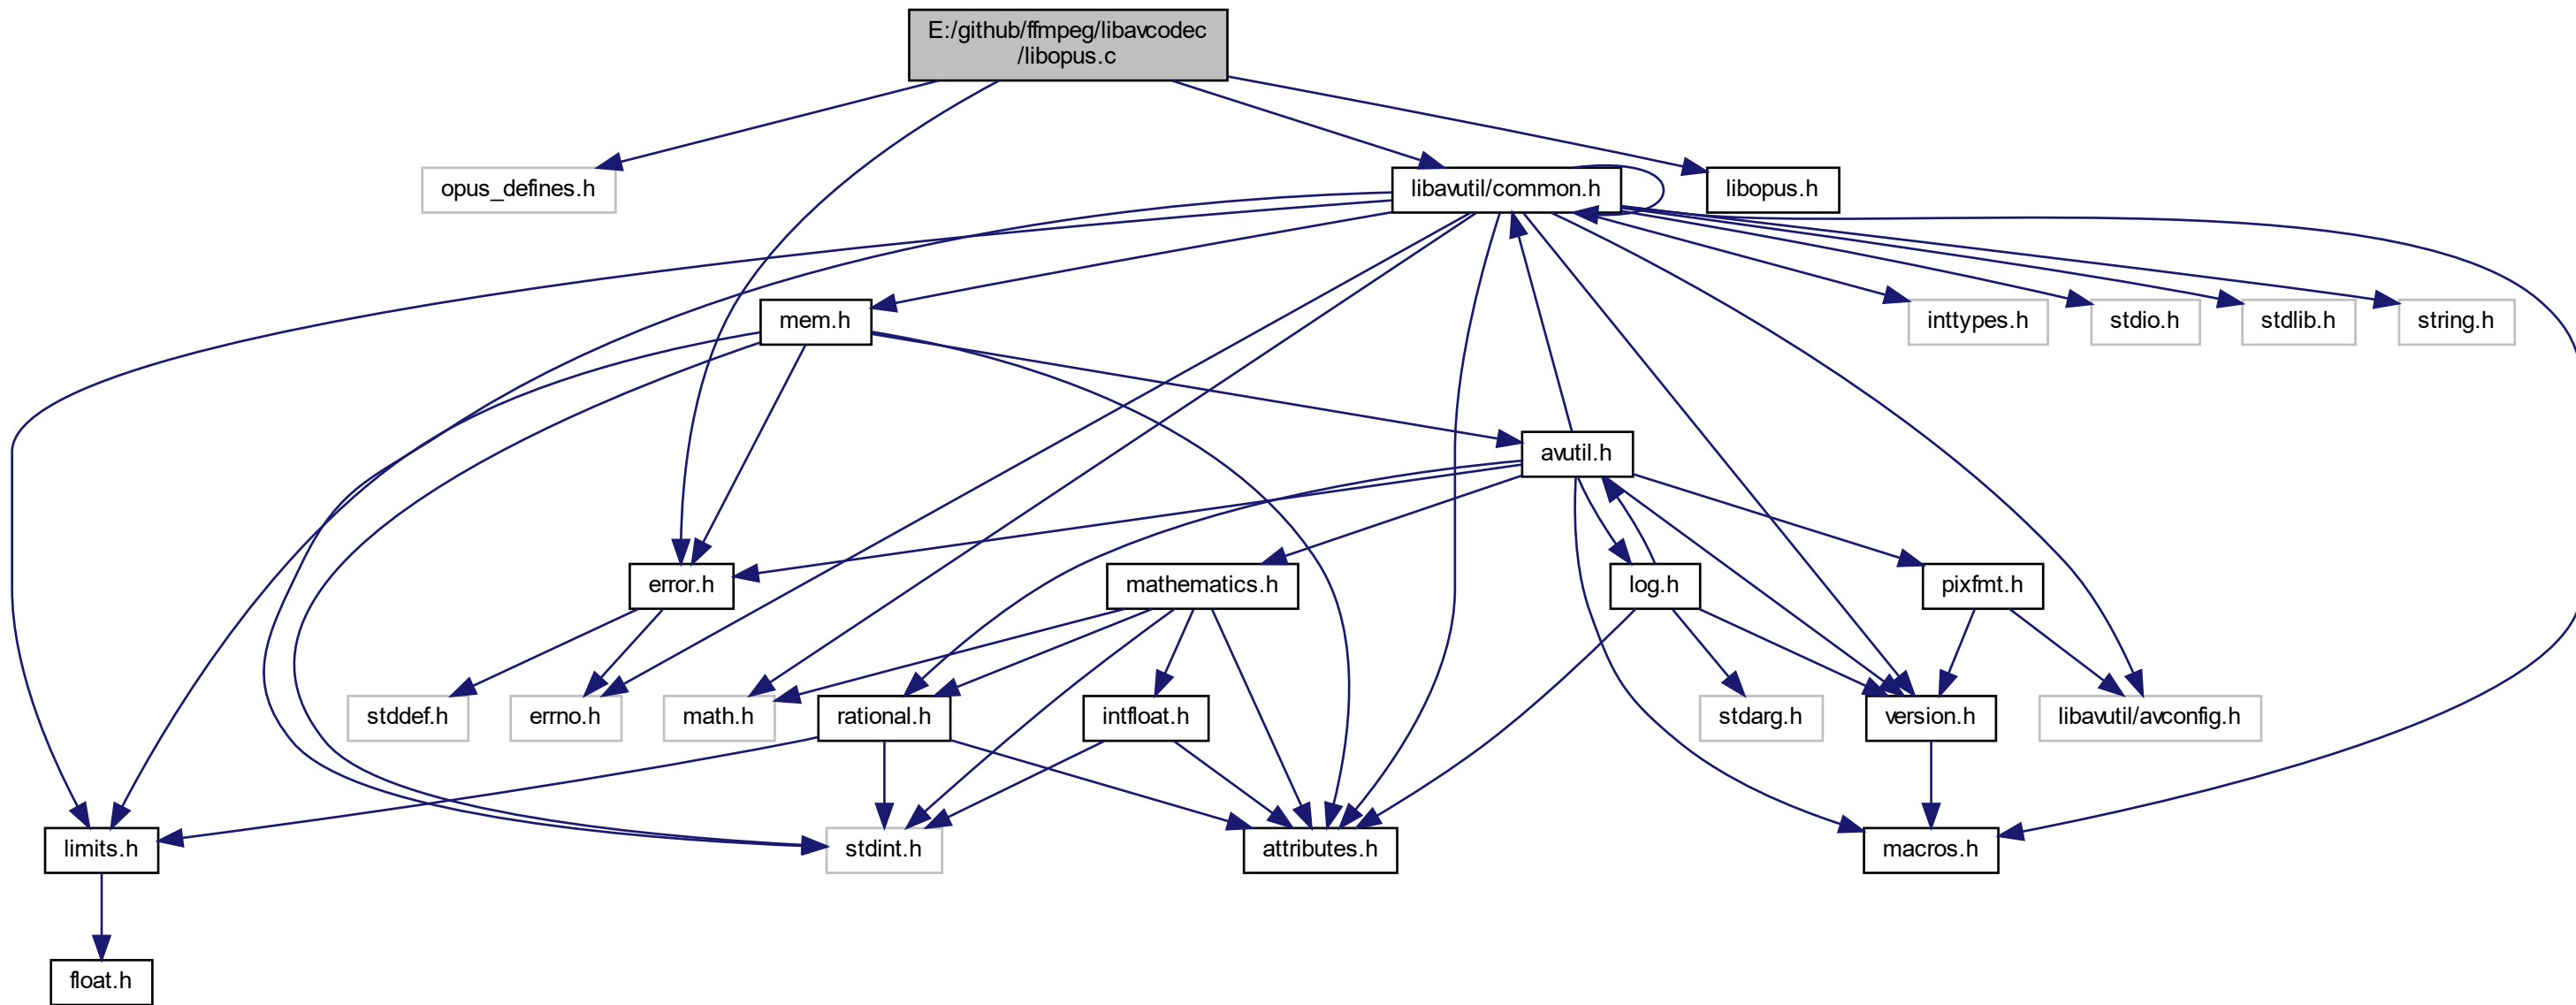 E:/github/ffmpeg/libavcodec
/libopus.c
opus_defines.h
libavutil/common.h
libopus.h
mem.h
inttypes.h
stdio.h
stdlib.h
string.h
avutil.h
error.h
mathematics.h
log.h
pixfmt.h
stddef.h
errno.h
math.h
rational.h
intfloat.h
stdarg.h
version.h
libavutil/avconfig.h
limits.h
stdint.h
attributes.h
macros.h
float.h